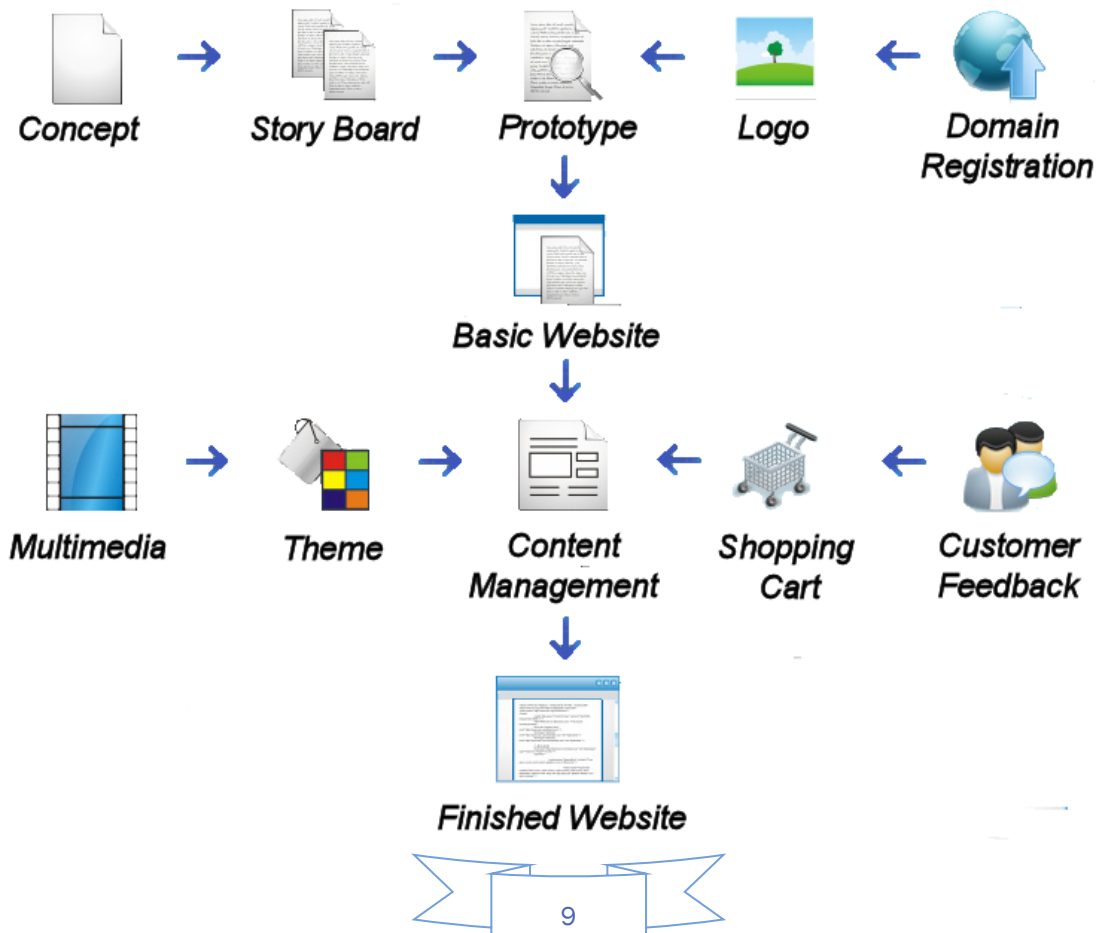 Concept
Story Board
Prototype
Logo
Domain
Registration
Basic Website
Multimedia
Theme
Content
Management
Shopping
Cart
Customer
Feedback
Finished Website
9